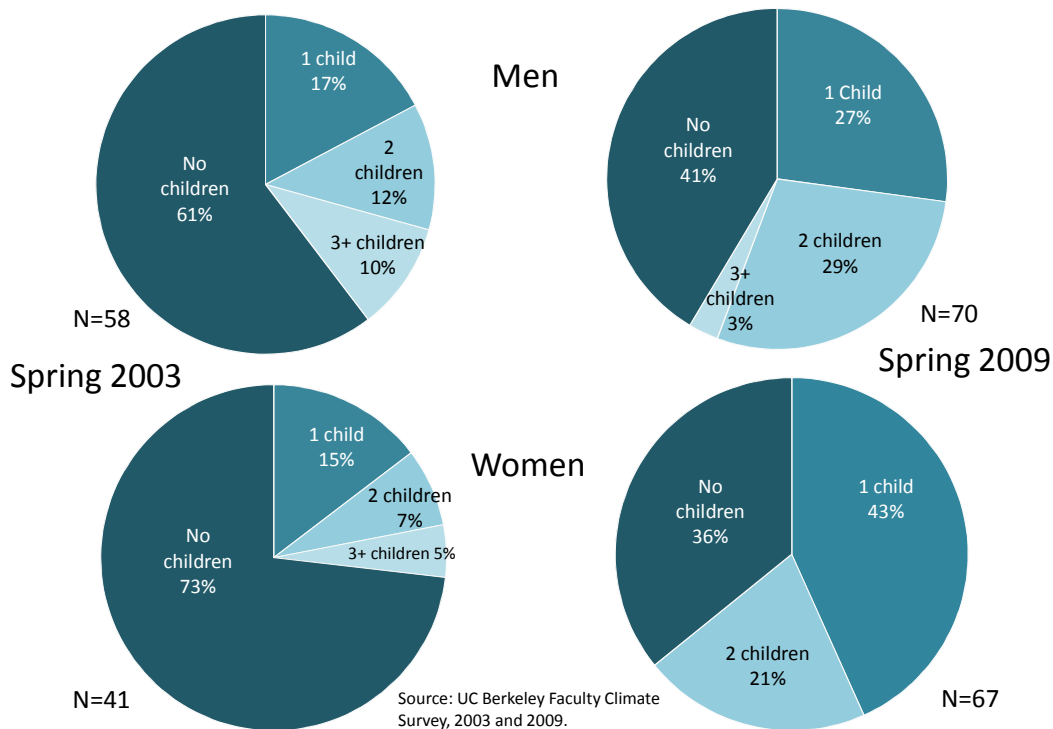 Men
1 child
17%
2
children
12%
3+ children
10%
No
children
61%
N=58
1 Child
27%
2 children
29%
3+
children
3%
No
children
41%
N=70
Spring 2003
Spring 2009
Women
1 child
15%
2 children
7%
3+ children 5%
No
children
73%
N=41
1 child
43%
2 children
21%
No
children
36%
N=67
Source: UC Berkeley Faculty Climate
Survey, 2003 and 2009.